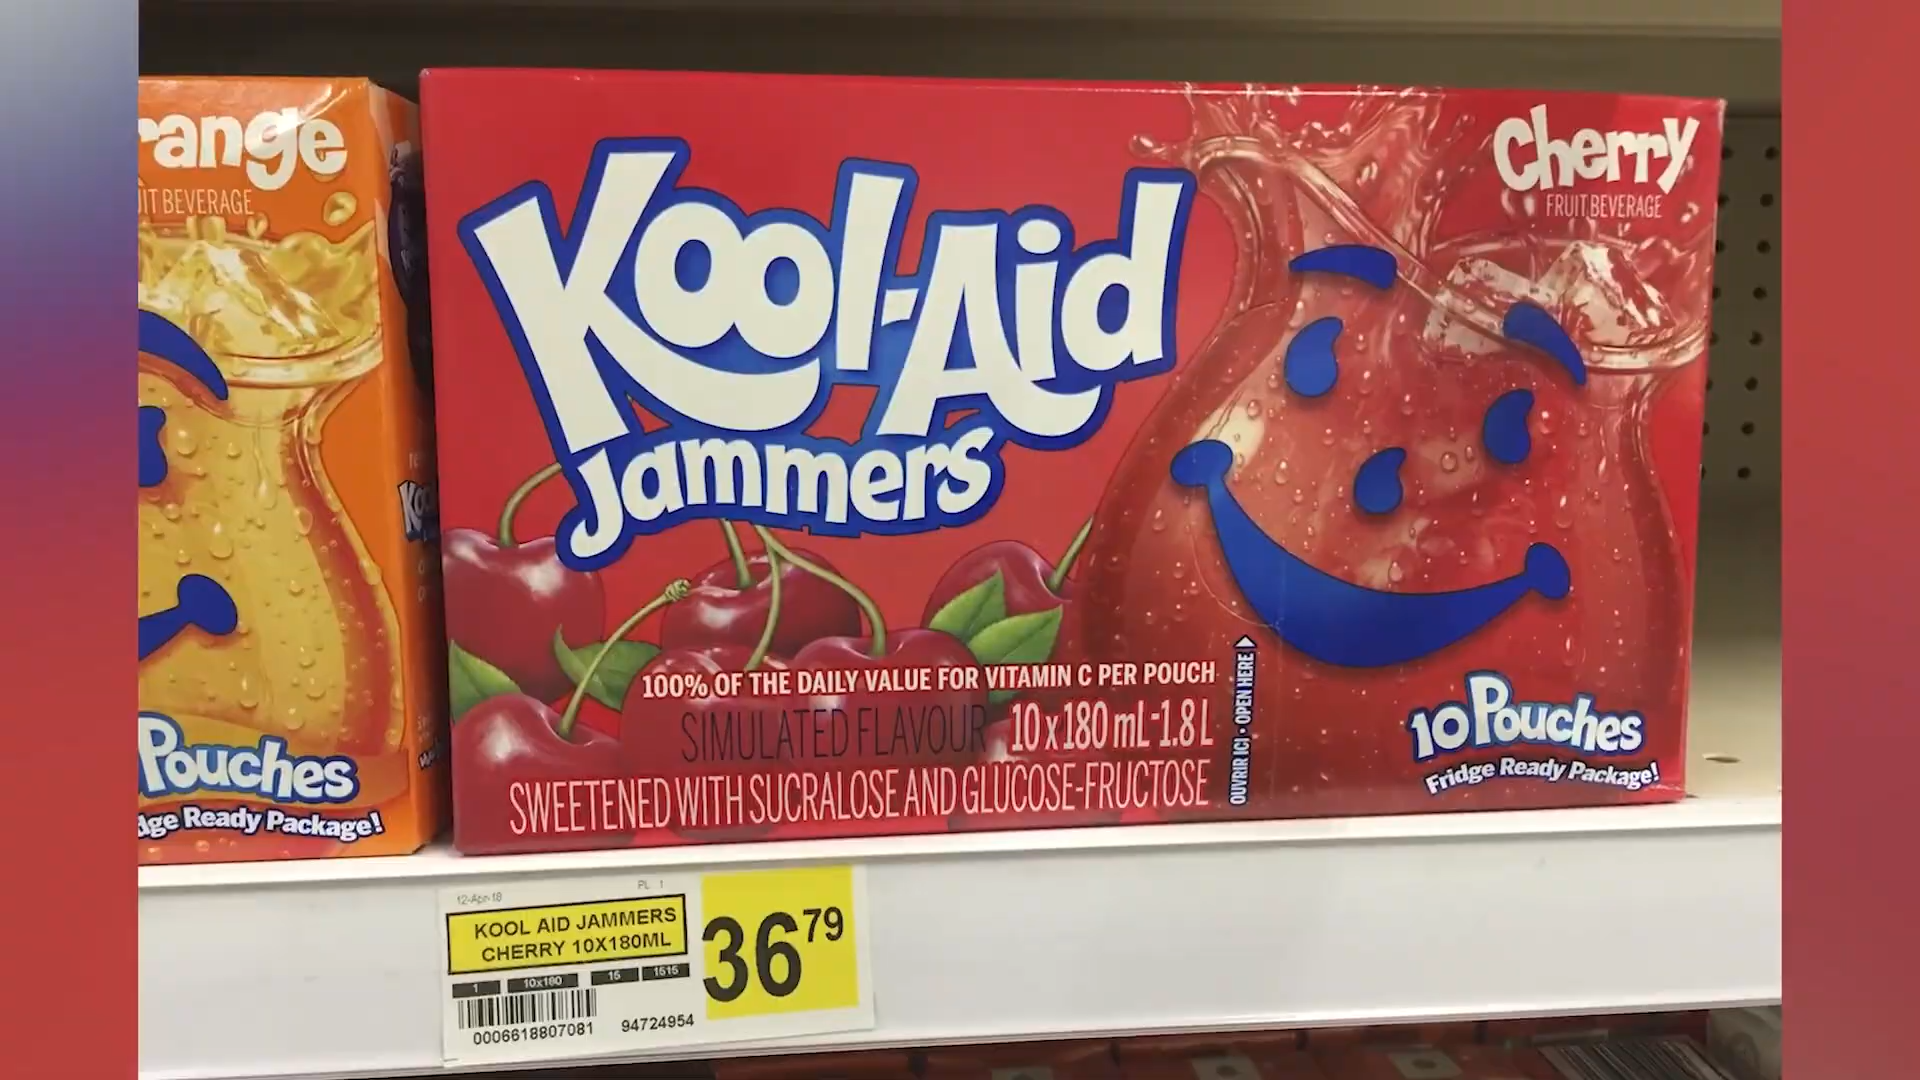 range
IT BEVERAGE
Pouches
dge Ready Package!
Kool-Aid
Jammers
Cherry
FRUIT BEVERAGE
100% OF THE DAILY VALUE FOR VITAMIN C PER POUCH
SIMULATED FLAVOUR 10 x 180 mL-1.8 L
SWEETENED WITH SUCRALOSE AND GLUCOSE-FRUCTOSE
OUVRIR ICI • OPEN HERE
10 Pouches
Fridge Ready Package!
12-Apr-18 PL 1
KOOL AID JAMMERS
CHERRY 10X180ML
36 79
1 10x180 15 1515
0006618807081 94724954